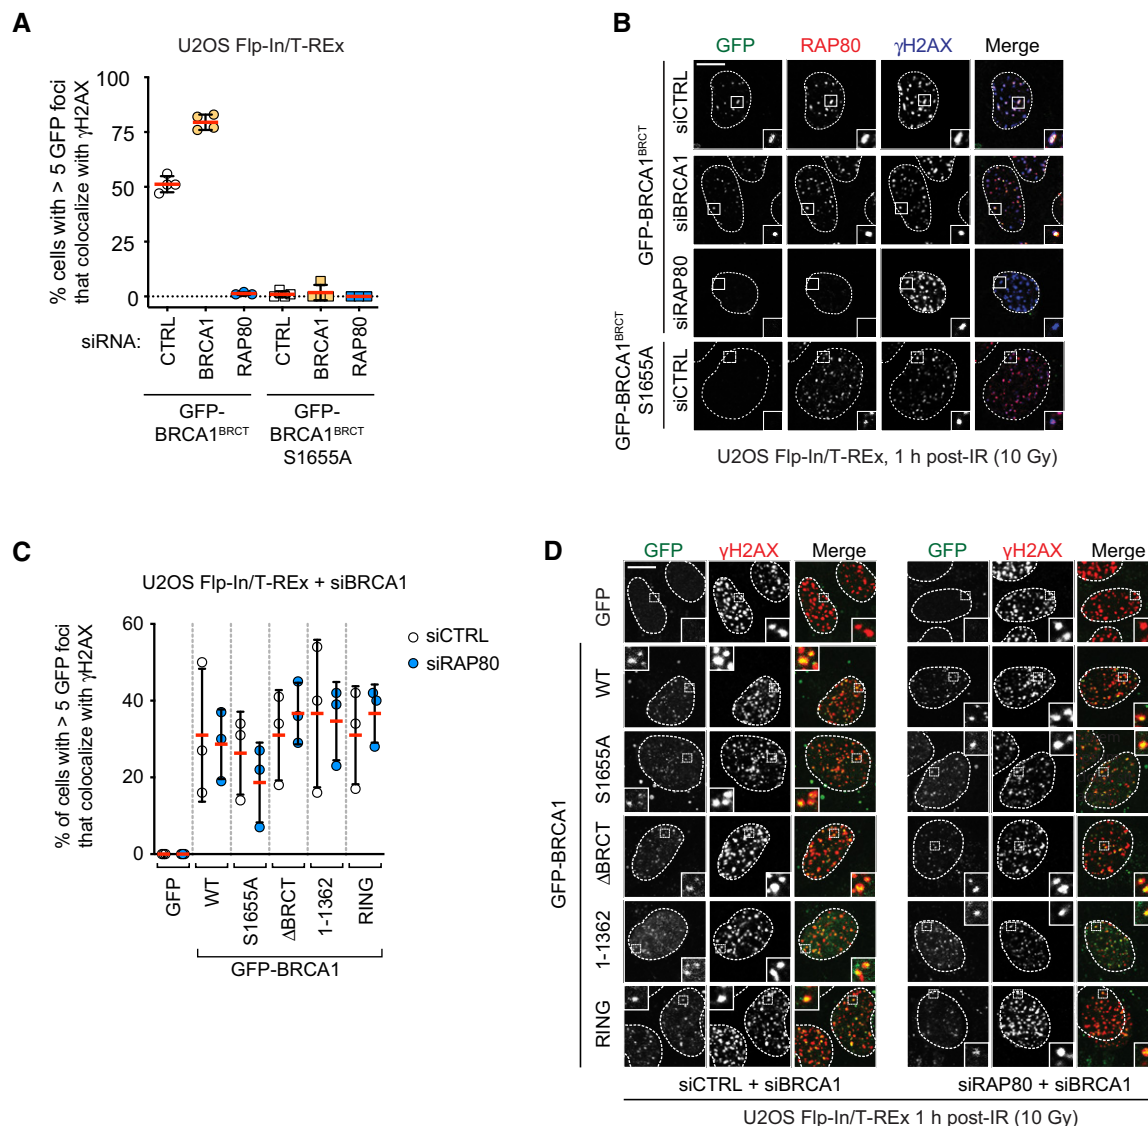 A
U2OS Flp-In/T-REx
% cells with > 5 GFP foci
that colocalize with γH2AX
100
75
50
25
0
siRNA:
CTRL
BRCA1
RAP80
CTRL
BRCA1
RAP80
GFP-
BRCA1BRCT
GFP-
BRCA1BRCT
S1655A
B
GFP
RAP80
γH2AX
Merge
GFP-BRCA1BRCT
siCTRL
siBRCA1
siRAP80
GFP-BRCA1BRCT
S1655A
siCTRL
U2OS Flp-In/T-REx, 1 h post-IR (10 Gy)
C
U2OS Flp-In/T-REx + siBRCA1
% of cells with > 5 GFP foci
that colocalize with γH2AX
60
40
20
0
siCTRL
siRAP80
GFP
WT
S1655A
ΔBRCT
1-1362
RING
GFP-BRCA1
D
GFP
γH2AX
Merge
GFP
γH2AX
Merge
GFP
GFP-BRCA1
WT
S1655A
ΔBRCT
1-1362
RING
siCTRL + siBRCA1
siRAP80 + siBRCA1
U2OS Flp-In/T-REx 1 h post-IR (10 Gy)